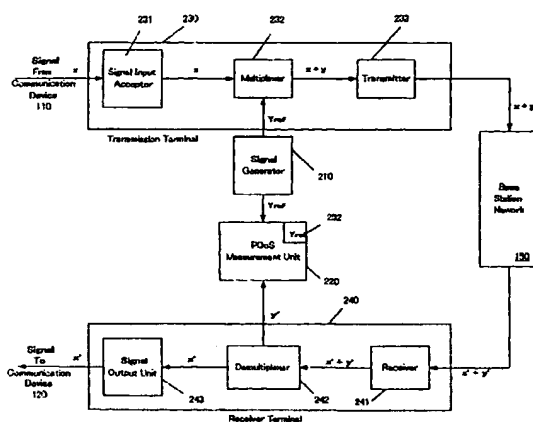 231
230
232
233
Signal
From
Communication
Device
110
x
Signal Input
Acceptor
x
Multiplexer
x + y
Transmitter
x + y
Transmission Terminal
Yref
Signal
Generator
210
Yref
Yref
232
PQoS
Measurement Unit
220
Base
Station
Network
150
y'
240
Signal
To
Communication
Device
120
x'
Signal
Output Unit
x'
Demultiplexer
x' + y'
Receiver
x' + y'
243
242
241
Receiver Terminal